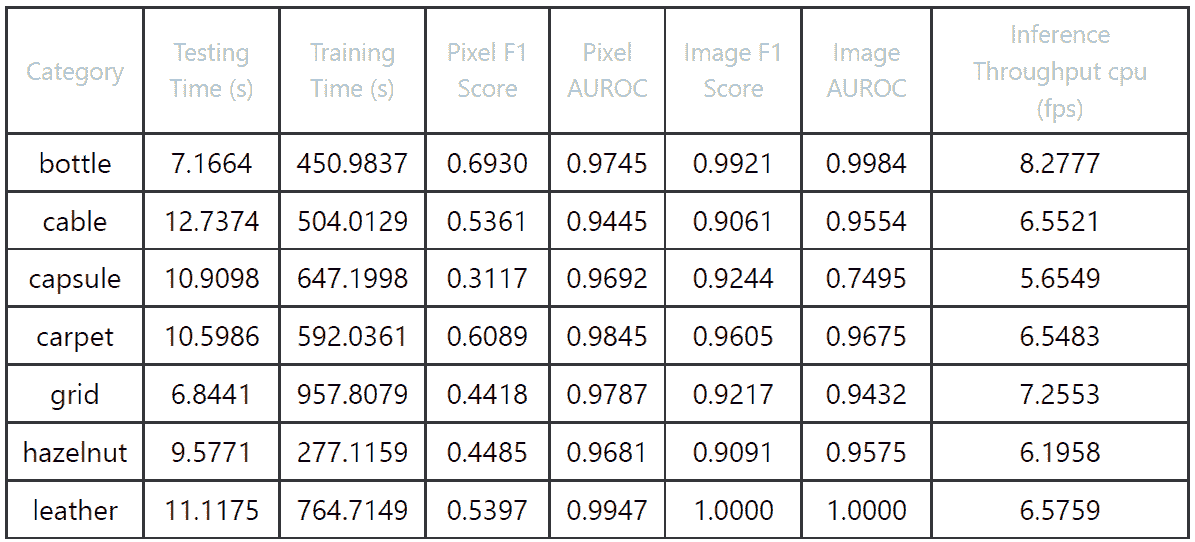 Category Testing Time (s) Training Time (s) Pixel F1 Score Pixel AUROC Image F1 Score Image AUROC Inference Throughput cpu (fps)
bottle 7.1664 450.9837 0.6930 0.9745 0.9921 0.9984 8.2777
cable 12.7374 504.0129 0.5361 0.9445 0.9061 0.9554 6.5521
capsule 10.9098 647.1998 0.3117 0.9692 0.9244 0.7495 5.6549
carpet 10.5986 592.0361 0.6089 0.9845 0.9605 0.9675 6.5483
grid 6.8441 957.8079 0.4418 0.9787 0.9217 0.9432 7.2553
hazelnut 9.5771 277.1159 0.4485 0.9681 0.9091 0.9575 6.1958
leather 11.1175 764.7149 0.5397 0.9947 1.0000 1.0000 6.5759